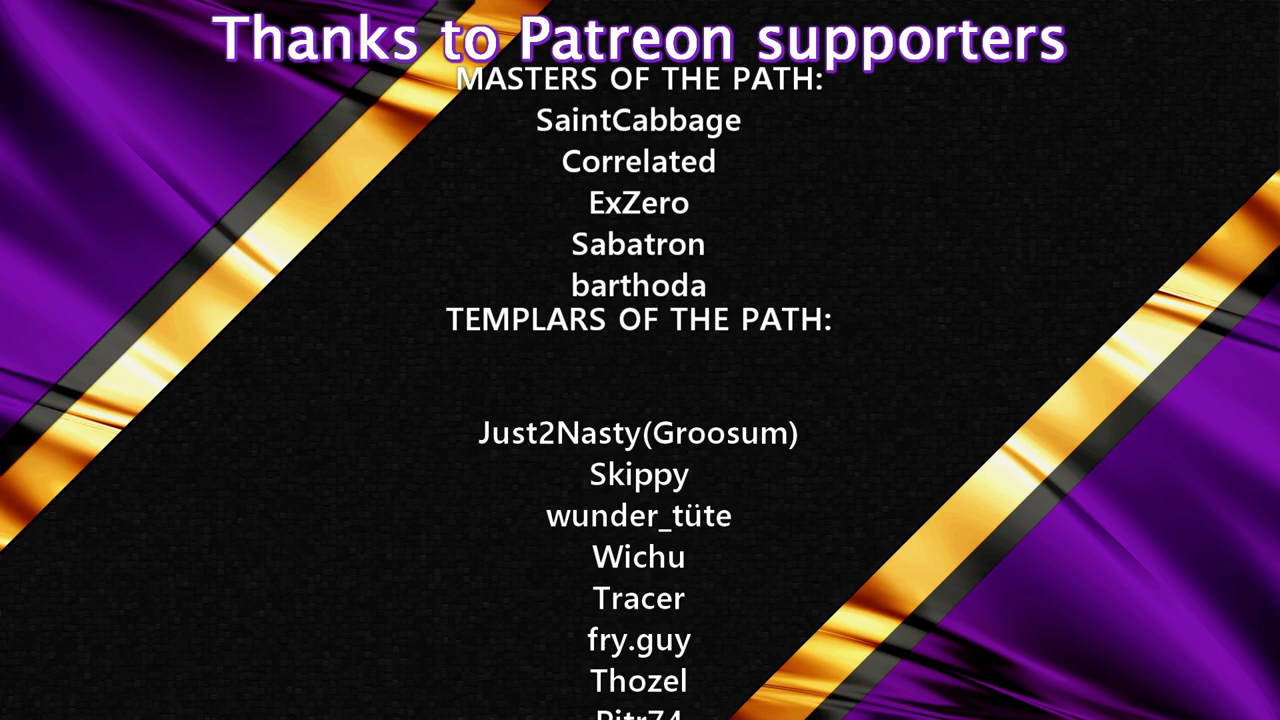 Thanks to Patreon supporters
MASTERS OF THE PATH:
SaintCabbage
Correlated
ExZero
Sabatron
barthoda
TEMPLARS OF THE PATH:
Just2Nasty(Groosum)
Skippy
wunder_tüte
Wichu
Tracer
fry.guy
Thozel